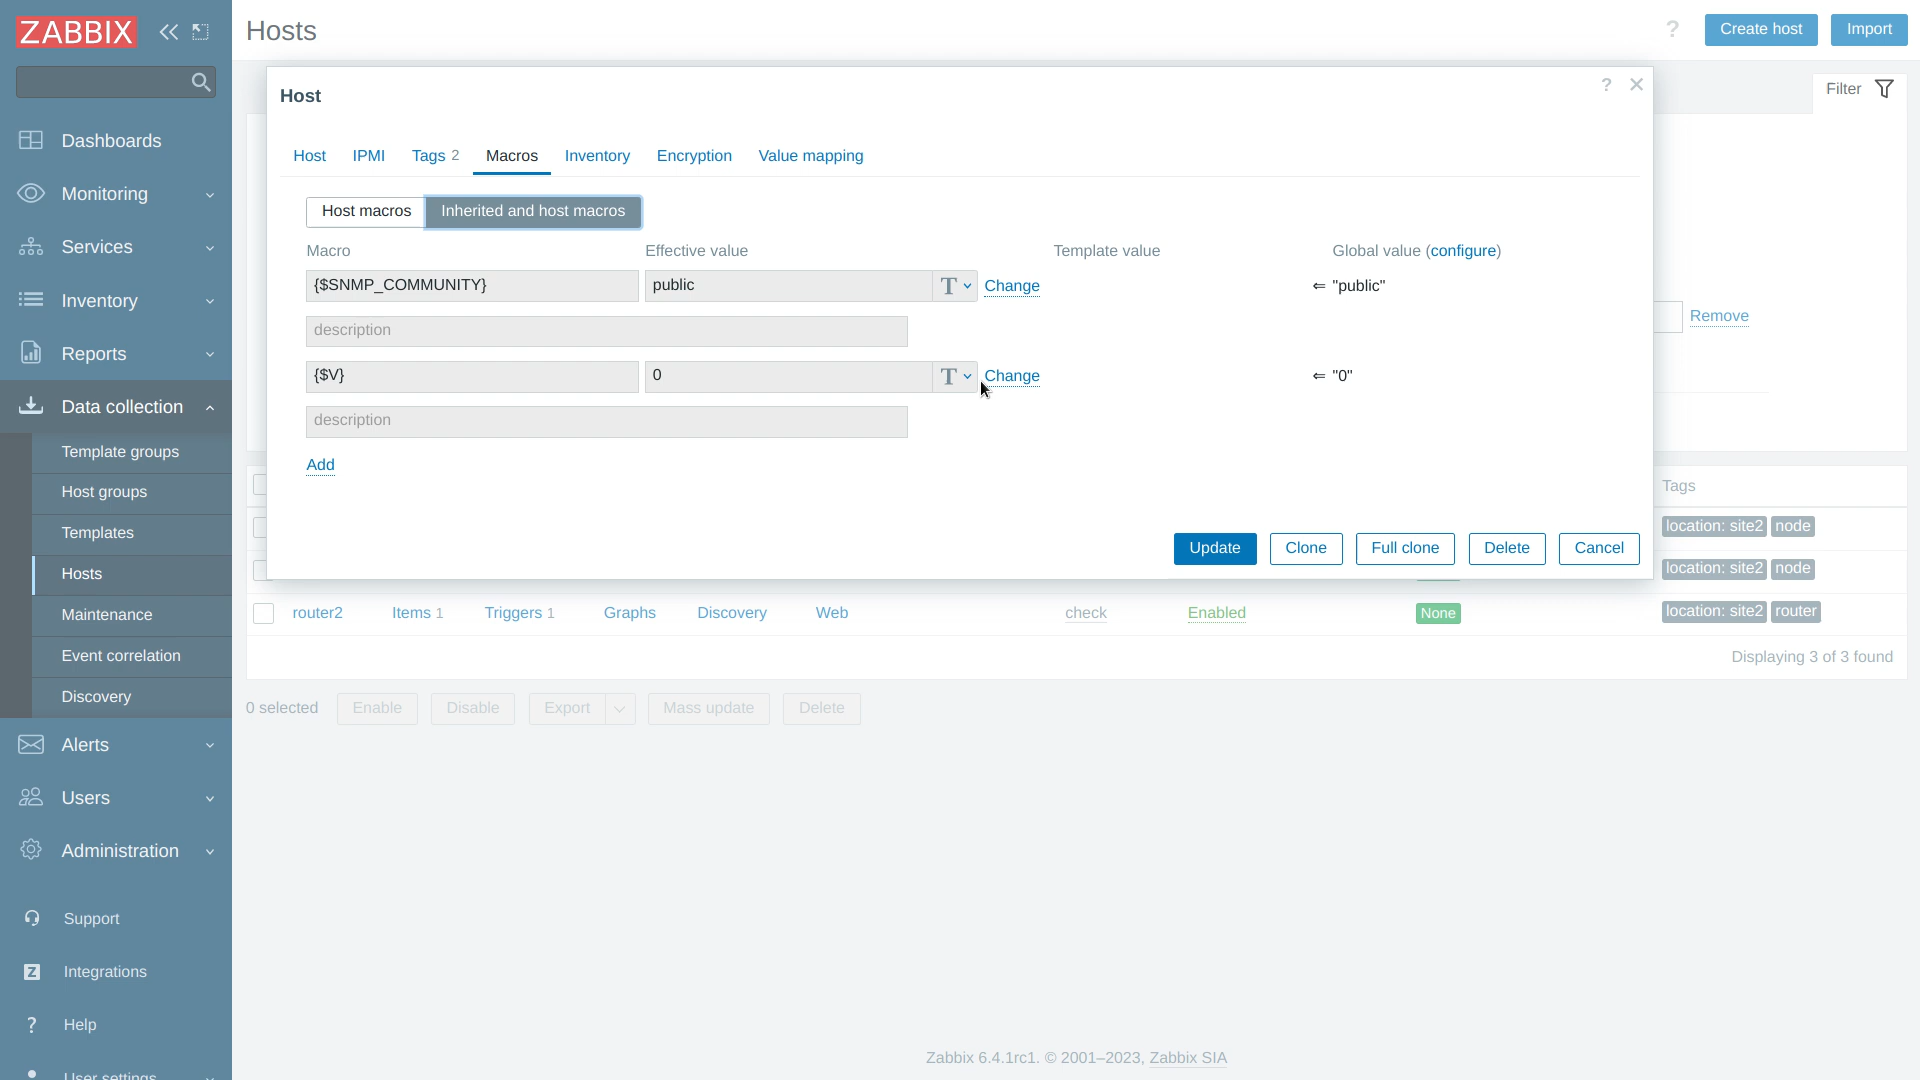 ZABBIX
Hosts
?
Create host
Import
Host
?
Filter
Host
IPMI
Tags 2
Macros
Inventory
Encryption
Value mapping
Host macros
Inherited and host macros
Macro
Effective value
Template value
Global value (configure)
{$SNMP_COMMUNITY}
public
T
Change
⇐ "public"
description
{$V}
0
T
Change
⇐ "0"
description
Add
Update
Clone
Full clone
Delete
Cancel
Remove
Tags
location: site2
node
location: site2
node
router2
Items 1
Triggers 1
Graphs
Discovery
Web
check
Enabled
None
location: site2
router
Displaying 3 of 3 found
0 selected
Enable
Disable
Export
Mass update
Delete
Dashboards
Monitoring
Services
Inventory
Reports
Data collection
Template groups
Host groups
Templates
Hosts
Maintenance
Event correlation
Discovery
Alerts
Users
Administration
Support
Z
Integrations
?
Help
User settings
Zabbix 6.4.1rc1. © 2001–2023, Zabbix SIA